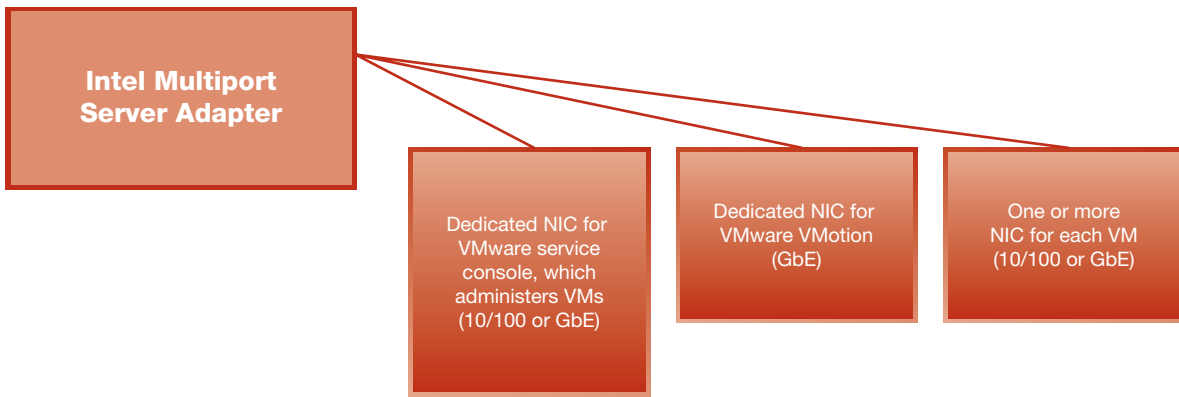 Intel Multiport
Server Adapter
Dedicated NIC for
VMware service
console, which
administers VMs
(10/100 or GbE)
Dedicated NIC for
VMware VMotion
(GbE)
One or more
NIC for each VM
(10/100 or GbE)